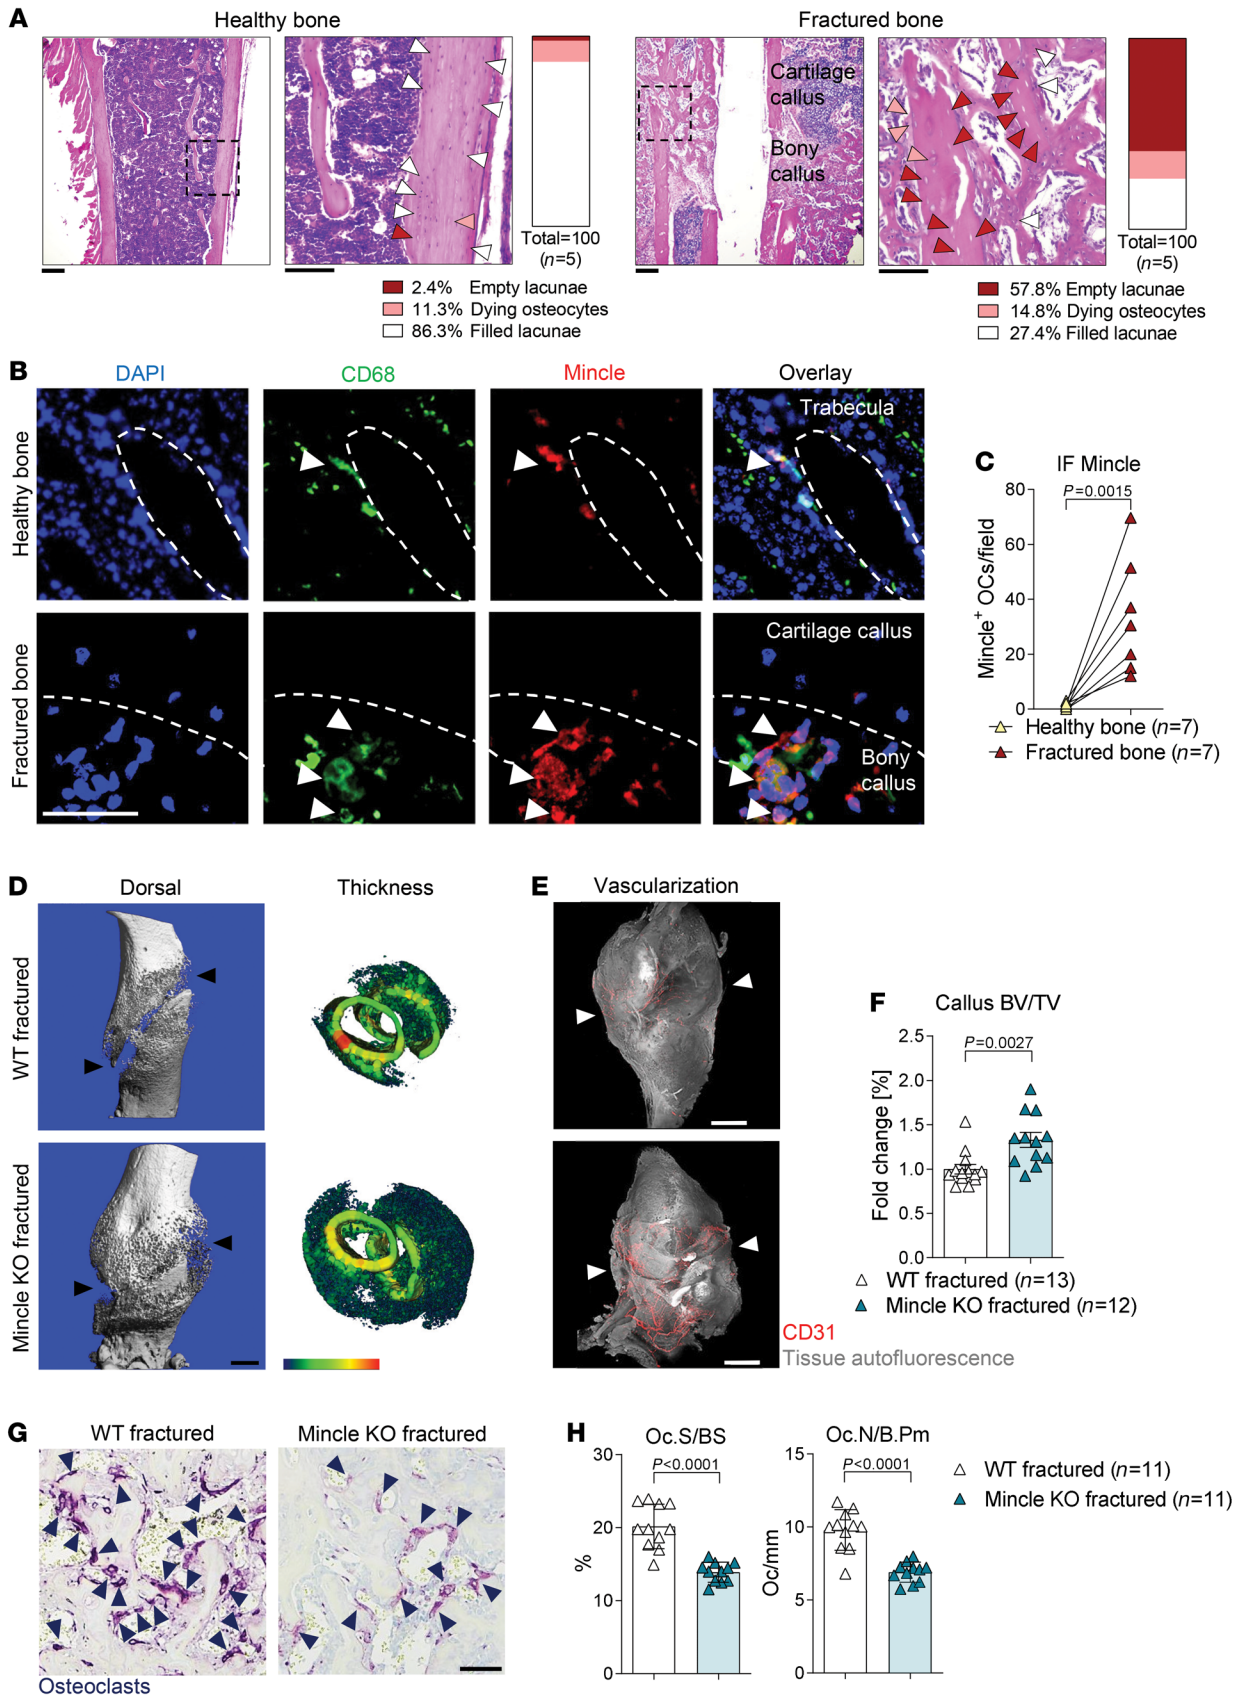 A
Healthy bone
Fractured bone
Cartilage
callus
Bony
callus
Total=100
(n=5)
2.4% Empty lacunae
11.3% Dying osteocytes
86.3% Filled lacunae
Total=100
(n=5)
57.8% Empty lacunae
14.8% Dying osteocytes
27.4% Filled lacunae
B
DAPI
CD68
Mincle
Overlay
Healthy bone
Trabecula
Fractured bone
Cartilage callus
Bony
callus
C
IF Mincle
P=0.0015
Mincle+ OCs/field
80
60
40
20
0
Healthy bone (n=7)
Fractured bone (n=7)
D
Dorsal
Thickness
WT fractured
Mincle KO fractured
E
Vascularization
CD31
Tissue autofluorescence
F
Callus BV/TV
P=0.0027
Fold change [%]
2.5
2.0
1.5
1.0
0.5
0.0
WT fractured (n=13)
Mincle KO fractured (n=12)
G
WT fractured
Mincle KO fractured
Osteoclasts
H
Oc.S/BS
P<0.0001
%
30
20
10
0
Oc.N/B.Pm
P<0.0001
Oc/mm
15
10
5
0
WT fractured (n=11)
Mincle KO fractured (n=11)